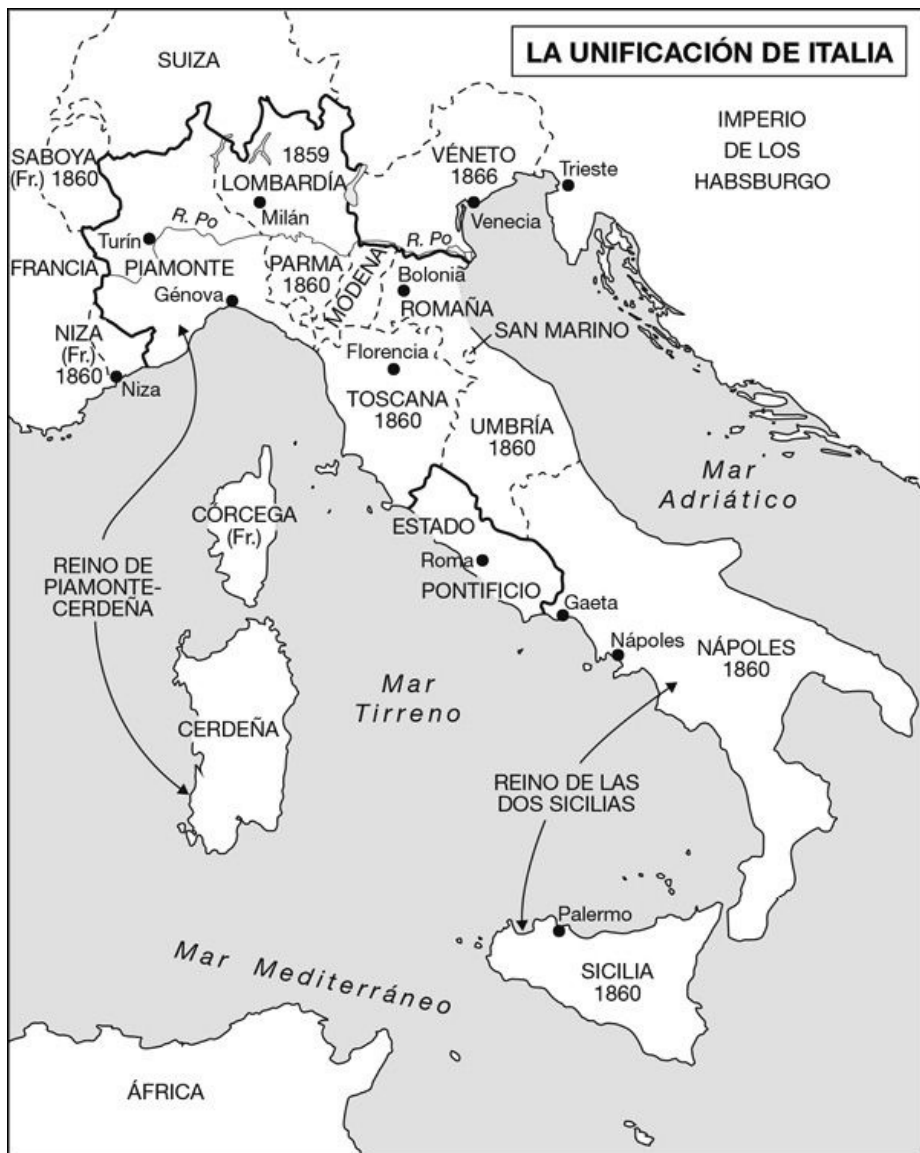 LA UNIFICACIÓN DE ITALIA
SUIZA
IMPERIO
DE LOS
HABSBURGO
SABOYA
(Fr.) 1860
1859
LOMBARDÍA
Milán
VÉNETO
1866
Trieste
Venecia
R. Po
R. Po
Turín
FRANCIA
PIAMONTE
Génova
PARMA
1860
MODENA
Bolonia
ROMAÑA
SAN MARINO
NIZA
(Fr.)
1860
Niza
Florencia
TOSCANA
1860
UMBRÍA
1860
Mar
Adriático
CÓRCEGA
(Fr.)
ESTADO
Roma
PONTIFICIO
REINO DE
PIAMONTE-
CERDEÑA
Gaeta
Nápoles
NÁPOLES
1860
Mar
Tirreno
CERDEÑA
REINO DE LAS
DOS SICILIAS
Palermo
SICILIA
1860
Mar Mediterráneo
ÁFRICA